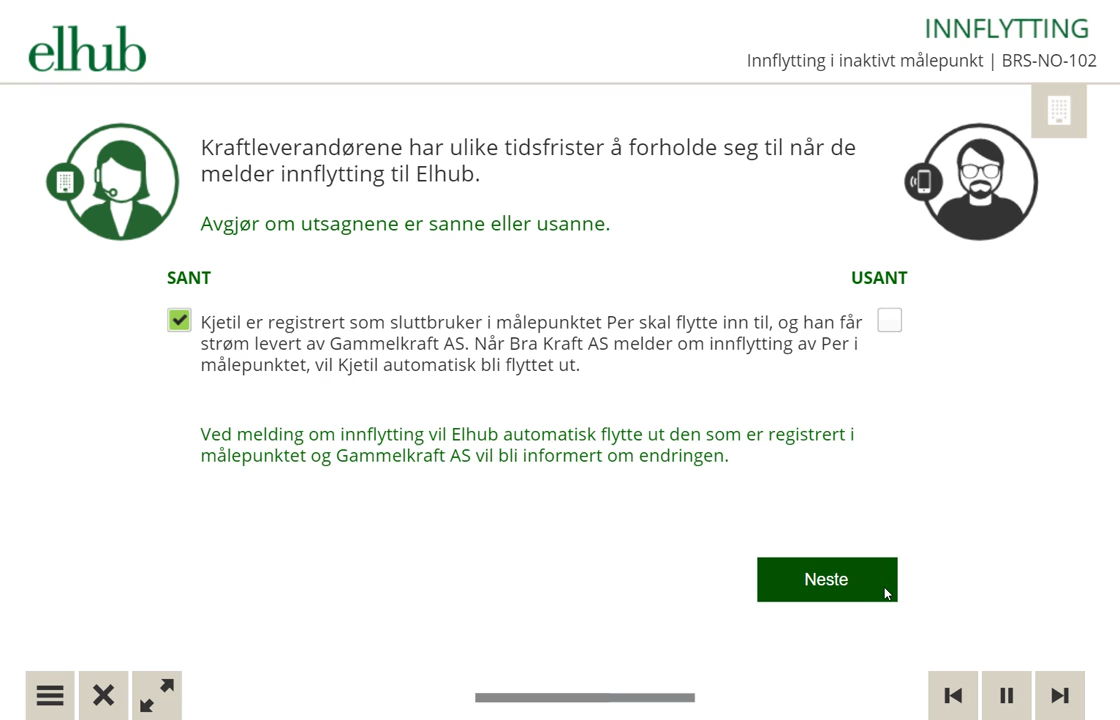 elhub
INNFLYTTING
Innflytting i inaktivt målepunkt | BRS-NO-102
Kraftleverandørene har ulike tidsfrister å forholde seg til når de
melder innflytting til Elhub.
Avgjør om utsagnene er sanne eller usanne.
SANT
USANT
Kjetil er registrert som sluttbruker i målepunktet Per skal flytte inn til, og han får
strøm levert av Gammelkraft AS. Når Bra Kraft AS melder om innflytting av Per i
målepunktet, vil Kjetil automatisk bli flyttet ut.
Ved melding om innflytting vil Elhub automatisk flytte ut den som er registrert i
målepunktet og Gammelkraft AS vil bli informert om endringen.
Neste